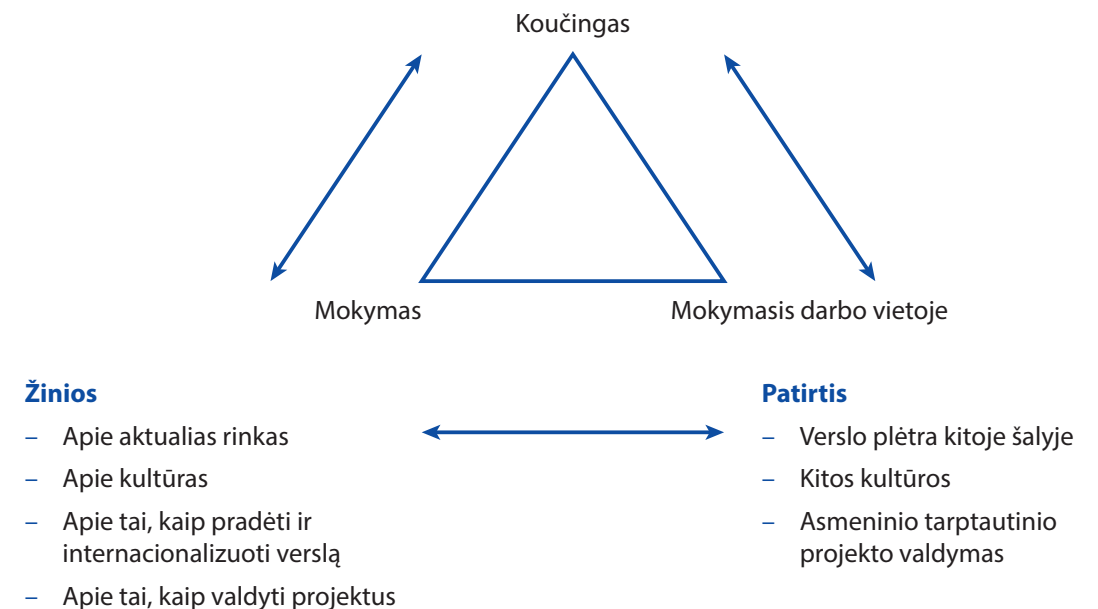 Koučingas
Mokymas
Mokymasis darbo vietoje
Žinios
– Apie aktualias rinkas
– Apie kultūras
– Apie tai, kaip pradėti ir
internacionalizuoti verslą
– Apie tai, kaip valdyti projektus
Patirtis
– Verslo plėtra kitoje šalyje
– Kitos kultūros
– Asmeninio tarptautinio
projekto valdymas